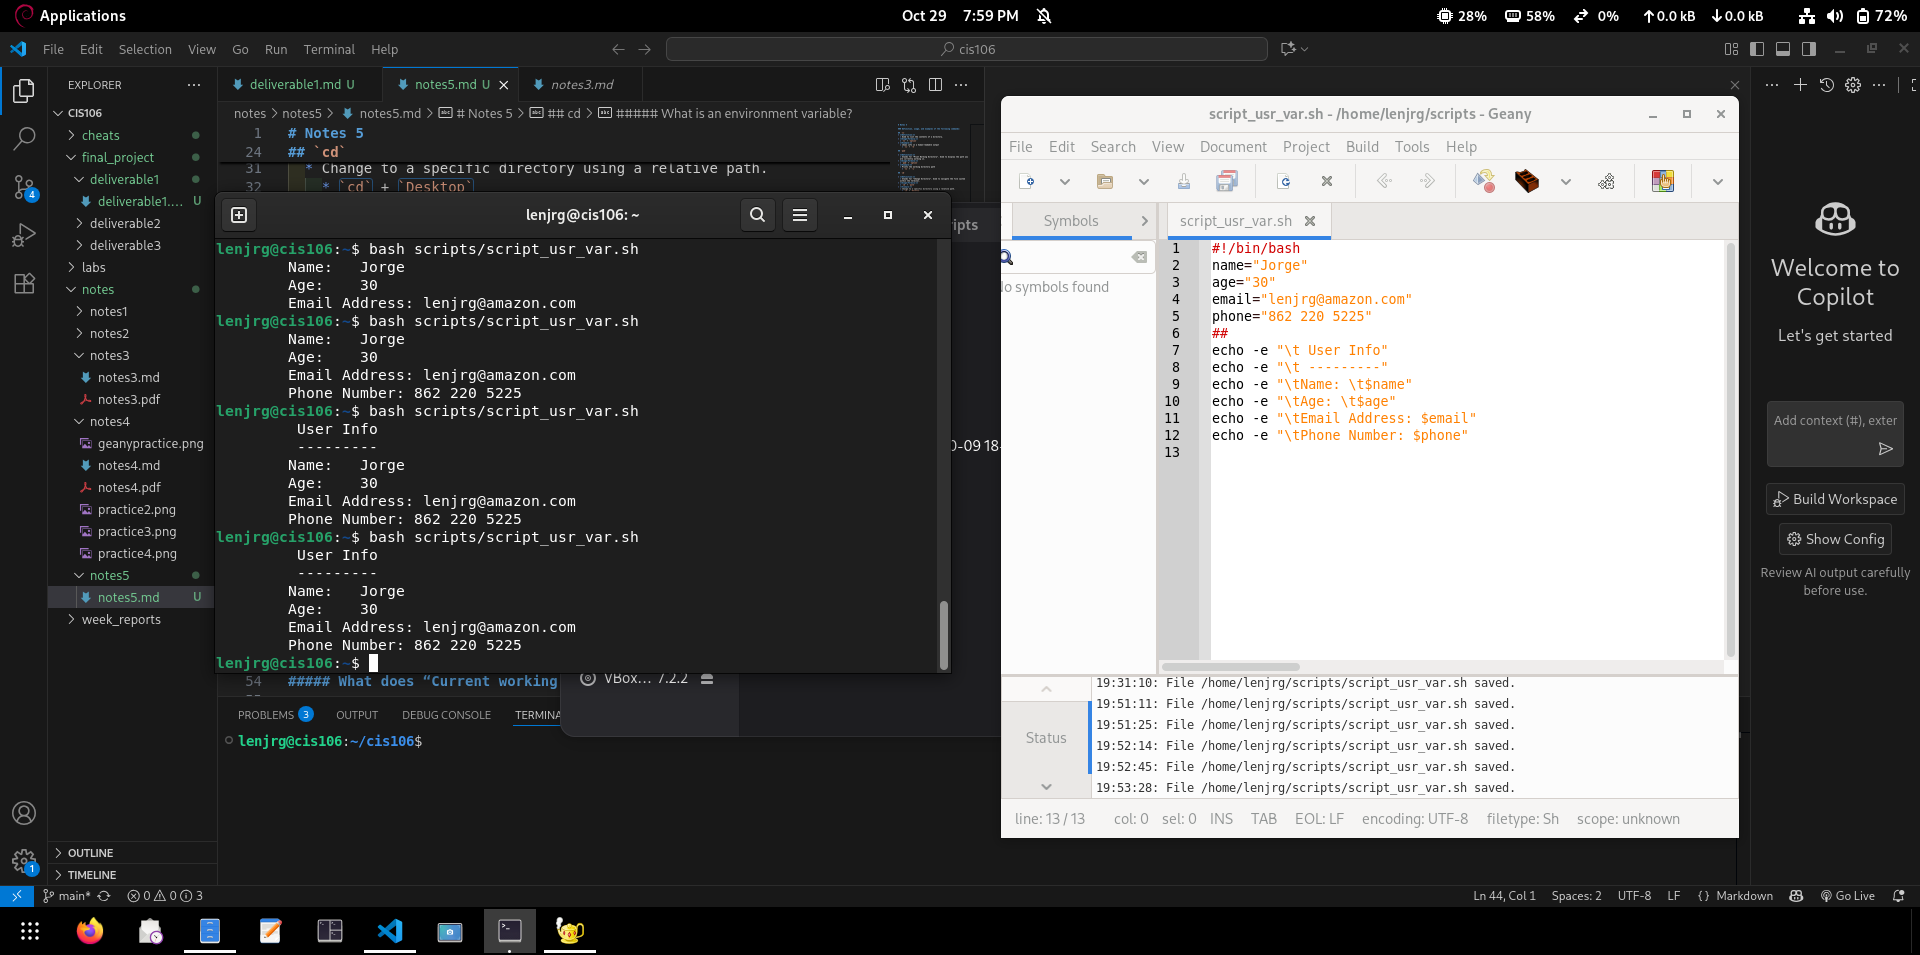 Applications
Oct 29 7:59 PM
28% 58% 0% 0.0 kB 0.0 kB 72%
File Edit Selection View Go Run Terminal Help
cis106
EXPLORER
CIS106
cheats
final_project
deliverable1
deliverable1.... U
deliverable2
deliverable3
labs
notes
notes1
notes2
notes3
notes3.md
notes3.pdf
notes4
geanypractice.png
notes4.md
notes4.pdf
practice2.png
practice3.png
practice4.png
notes5
notes5.md U
week_reports
OUTLINE
TIMELINE
deliverable1.md U
notes5.md U
notes3.md
notes > notes5 > notes5.md > # Notes 5 > ## cd > ##### What is an environment variable?
1 # Notes 5
24 ## `cd`
31 * Change to a specific directory using a relative path.
32 * `cd` + `Desktop`
lenjrg@cis106: ~
lenjrg@cis106:~$ bash scripts/script_usr_var.sh
Name: Jorge
Age: 30
Email Address: lenjrg@amazon.com
lenjrg@cis106:~$ bash scripts/script_usr_var.sh
Name: Jorge
Age: 30
Email Address: lenjrg@amazon.com
Phone Number: 862 220 5225
lenjrg@cis106:~$ bash scripts/script_usr_var.sh
User Info
---------
Name: Jorge
Age: 30
Email Address: lenjrg@amazon.com
Phone Number: 862 220 5225
lenjrg@cis106:~$ bash scripts/script_usr_var.sh
User Info
---------
Name: Jorge
Age: 30
Email Address: lenjrg@amazon.com
Phone Number: 862 220 5225
lenjrg@cis106:~$
54 ##### What does “Current working
VBox... 7.2.2
PROBLEMS 3 OUTPUT DEBUG CONSOLE TERMINA
lenjrg@cis106:~/cis106$
script_usr_var.sh - /home/lenjrg/scripts - Geany
File Edit Search View Document Project Build Tools Help
Symbols
script_usr_var.sh
1 #!/bin/bash
2 name="Jorge"
3 age="30"
4 email="lenjrg@amazon.com"
5 phone="862 220 5225"
6 ##
7 echo -e "\t User Info"
8 echo -e "\t ---------"
9 echo -e "\tName: \t$name"
10 echo -e "\tAge: \t$age"
11 echo -e "\tEmail Address: $email"
12 echo -e "\tPhone Number: $phone"
13
o symbols found
Status
19:31:10: File /home/lenjrg/scripts/script_usr_var.sh saved.
19:51:11: File /home/lenjrg/scripts/script_usr_var.sh saved.
19:51:25: File /home/lenjrg/scripts/script_usr_var.sh saved.
19:52:14: File /home/lenjrg/scripts/script_usr_var.sh saved.
19:52:45: File /home/lenjrg/scripts/script_usr_var.sh saved.
19:53:28: File /home/lenjrg/scripts/script_usr_var.sh saved.
line: 13 / 13 col: 0 sel: 0 INS TAB EOL: LF encoding: UTF-8 filetype: Sh scope: unknown
Welcome to
Copilot
Let's get started
Add context (#), exter
Build Workspace
Show Config
Review AI output carefully
before use.
main* 0 0 3
Ln 44, Col 1 Spaces: 2 UTF-8 LF {} Markdown Go Live